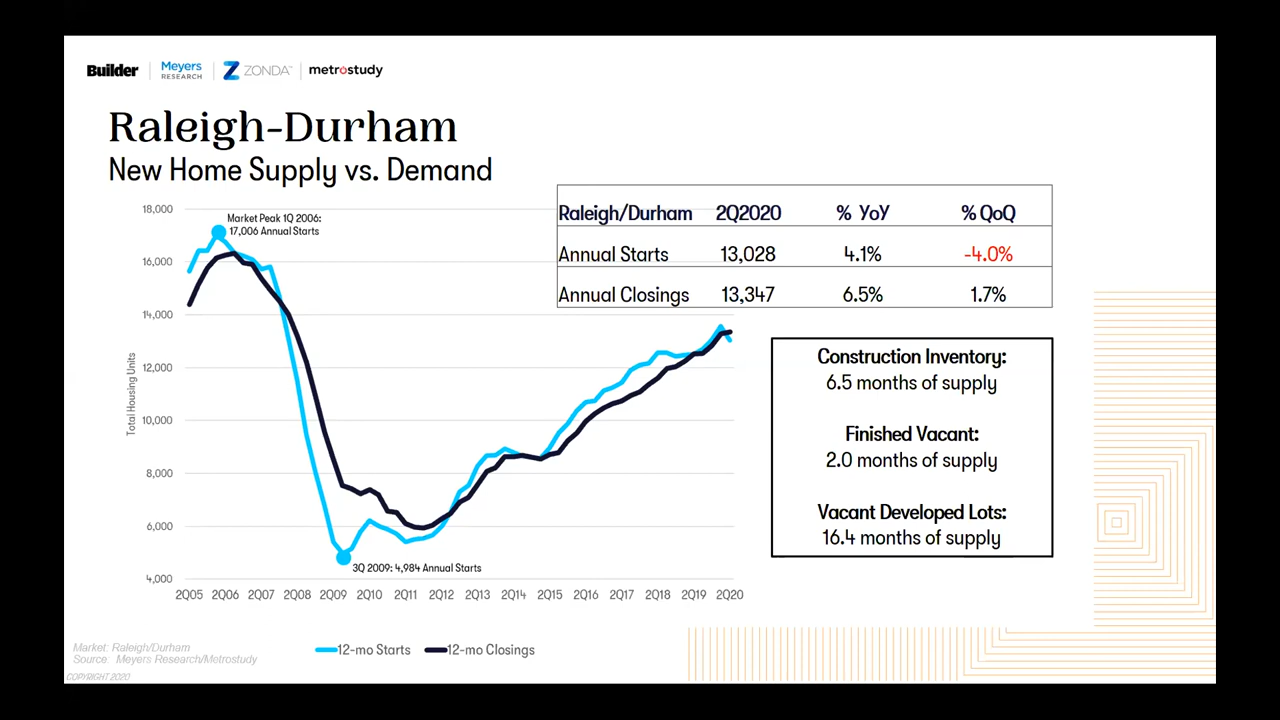 Builder
Meyers
RESEARCH
ZONDA™
metrostudy
Raleigh-Durham
New Home Supply vs. Demand
Market Peak 1Q 2006:
17,006 Annual Starts
18,000
16,000
14,000
12,000
10,000
8,000
6,000
4,000
Total Housing Units
3Q 2009: 4,984 Annual Starts
2Q05 2Q06 2Q07 2Q08 2Q09 2Q10 2Q11 2Q12 2Q13 2Q14 2Q15 2Q16 2Q17 2Q18 2Q19 2Q20
12-mo Starts 12-mo Closings
Raleigh/Durham 2Q2020 % YoY % QoQ
Annual Starts 13,028 4.1% -4.0%
Annual Closings 13,347 6.5% 1.7%
Construction Inventory:
6.5 months of supply
Finished Vacant:
2.0 months of supply
Vacant Developed Lots:
16.4 months of supply
Market: Raleigh/Durham
Source: Meyers Research/Metrostudy
COPYRIGHT 2020